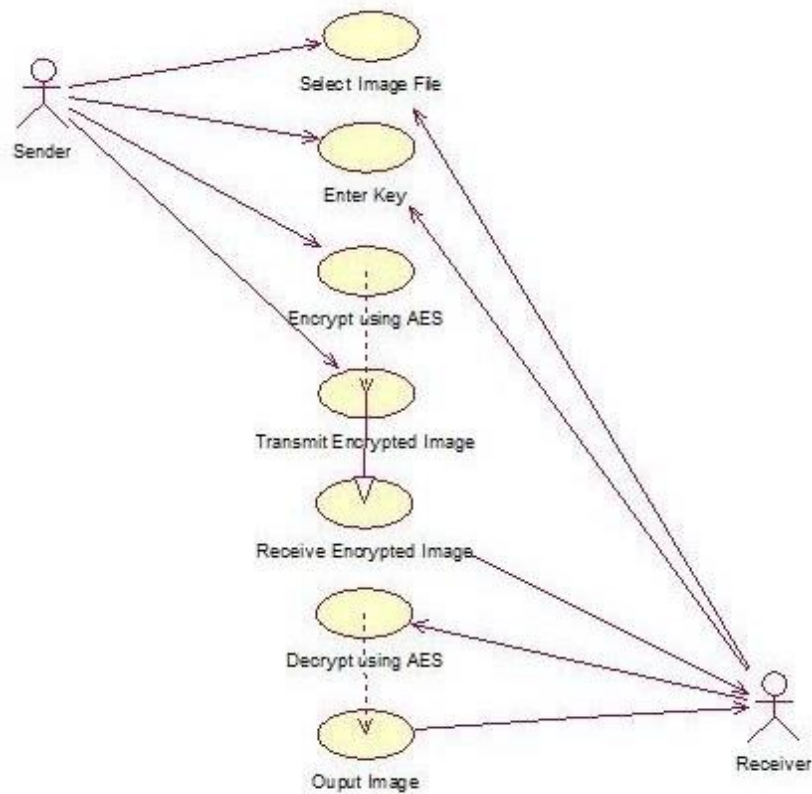 Select Image File
Sender
Enter Key
Encrypt using AES
Transmit Encrypted Image
Receive Encrypted Image
Decrypt using AES
Receiver
Ouput Image